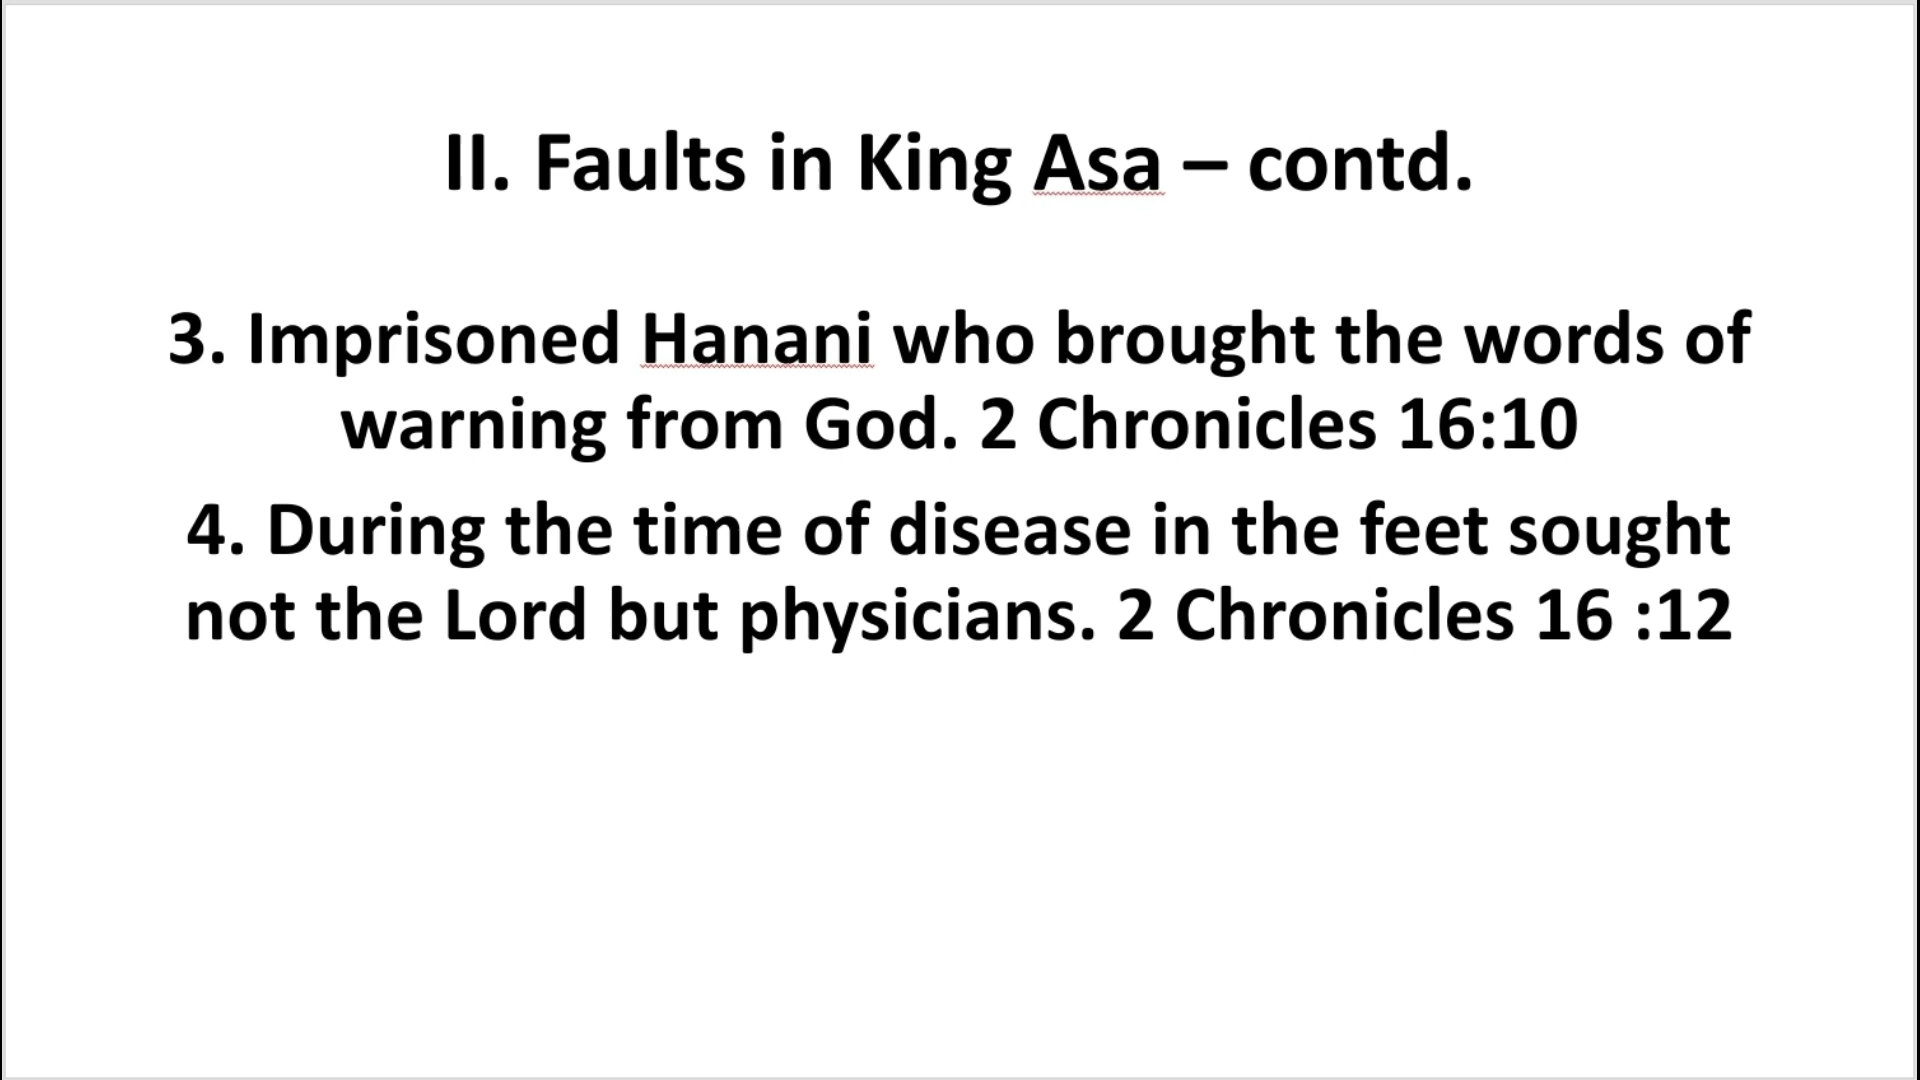 II. Faults in King Asa – contd.
3. Imprisoned Hanani who brought the words of
warning from God. 2 Chronicles 16:10
4. During the time of disease in the feet sought
not the Lord but physicians. 2 Chronicles 16 :12